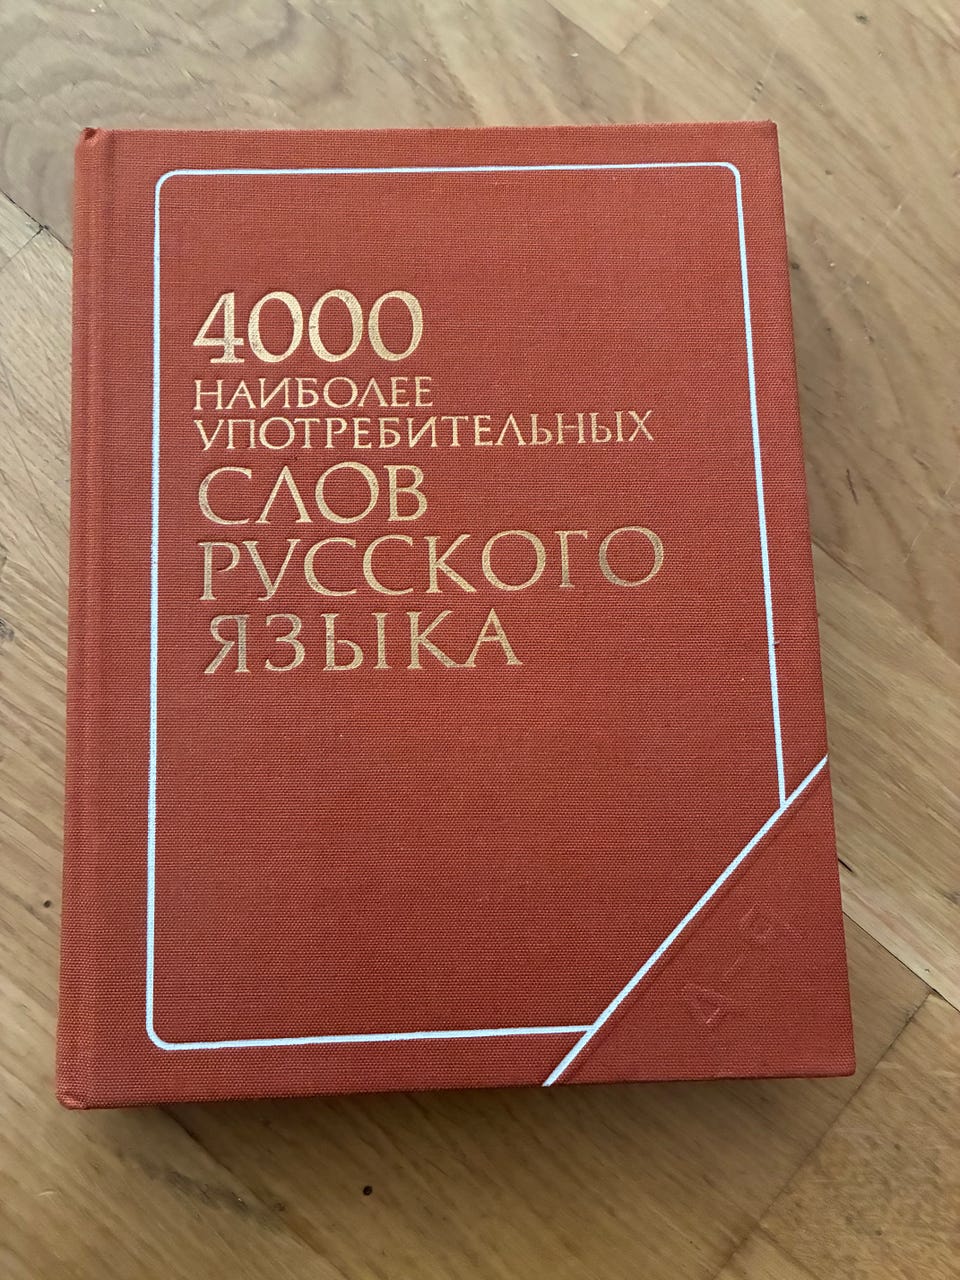 4000
НАИБОЛЕЕ
УПОТРЕБИТЕЛЬНЫХ
СЛОВ
РУССКОГО
ЯЗЫКА
А-Я